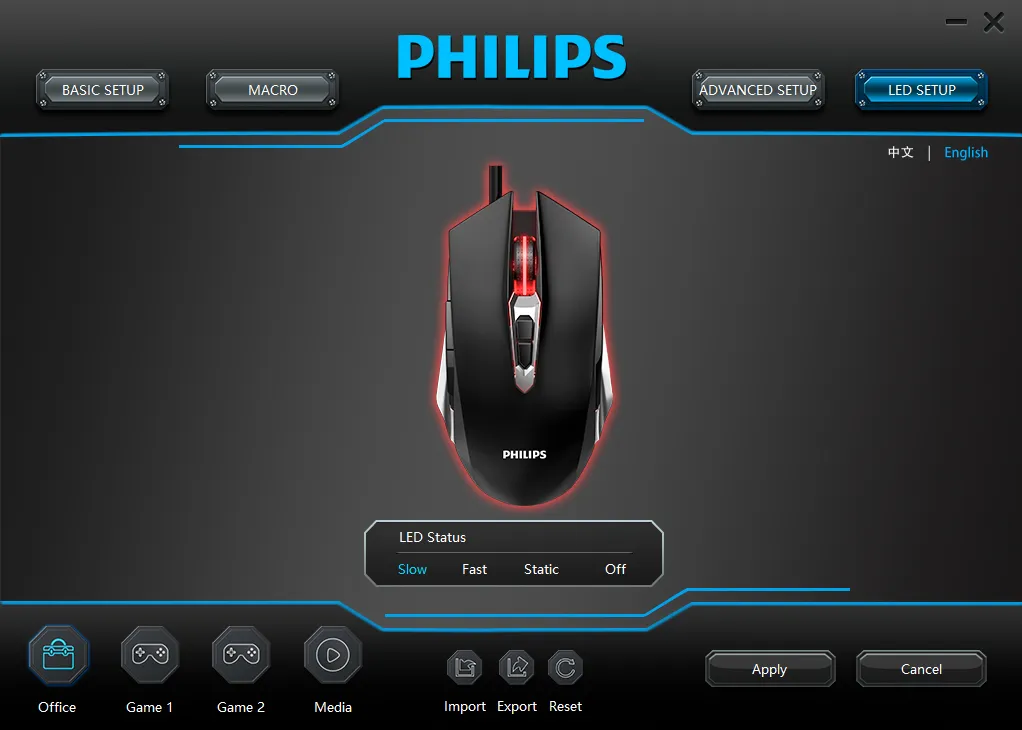 PHILIPS
BASIC SETUP
MACRO
ADVANCED SETUP
LED SETUP
中文 | English
PHILIPS
LED Status
Slow Fast Static Off
Office
Game 1
Game 2
Media
Import
Export
Reset
Apply
Cancel